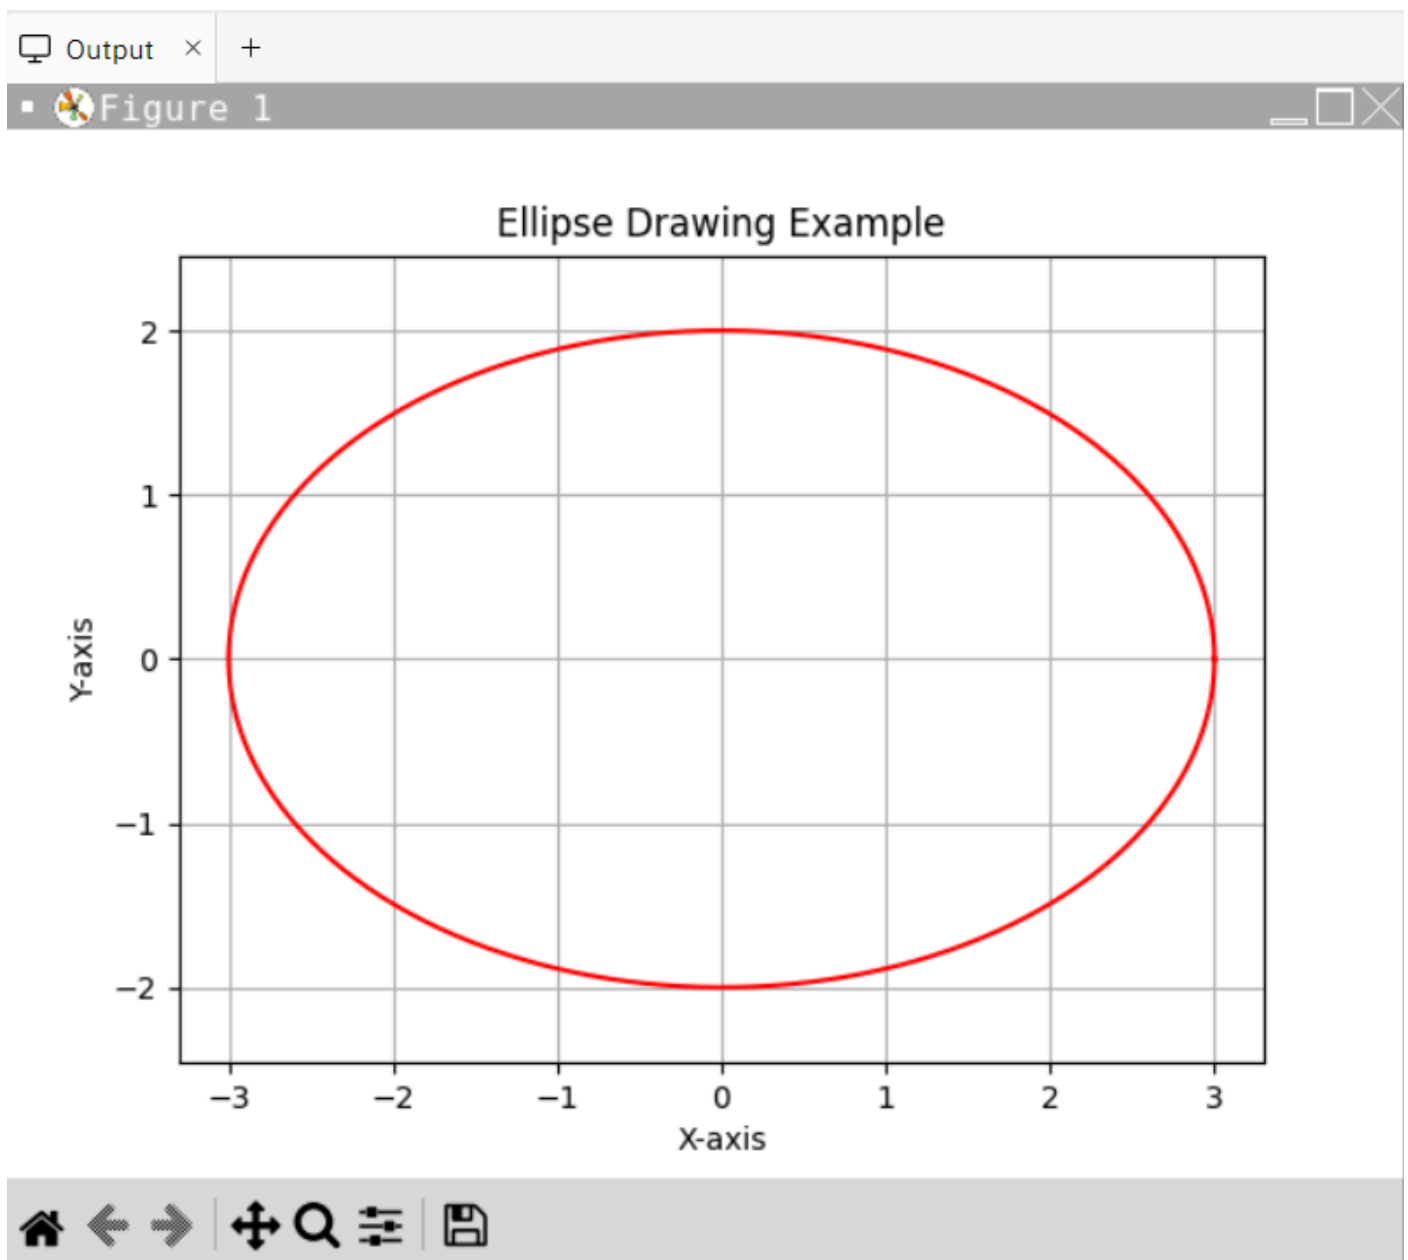 Output
Figure 1
Ellipse Drawing Example
2
1
0
−1
−2
Y-axis
−3 −2 −1 0 1 2 3
X-axis